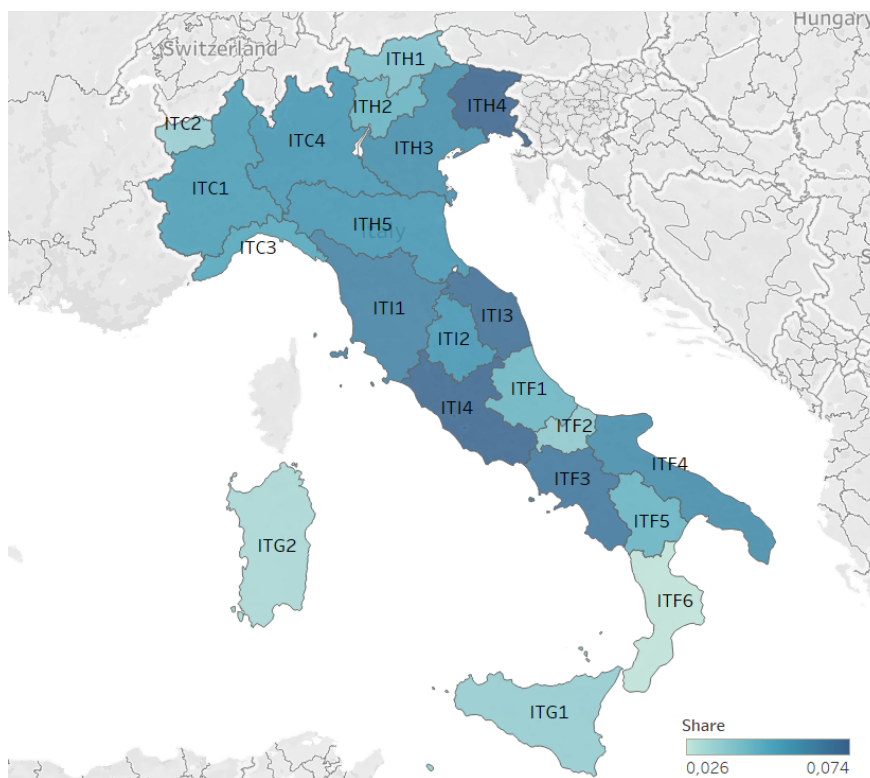 Hungary
Switzerland
ITH1
ITH2
ITH4
ITC2
ITC4
ITH3
ITC1
ITH5
Italy
ITC3
ITI1
ITI3
ITI2
ITF1
ITI4
ITF2
ITF4
ITF3
ITF5
ITG2
ITF6
ITG1
Share
0,026 0,074